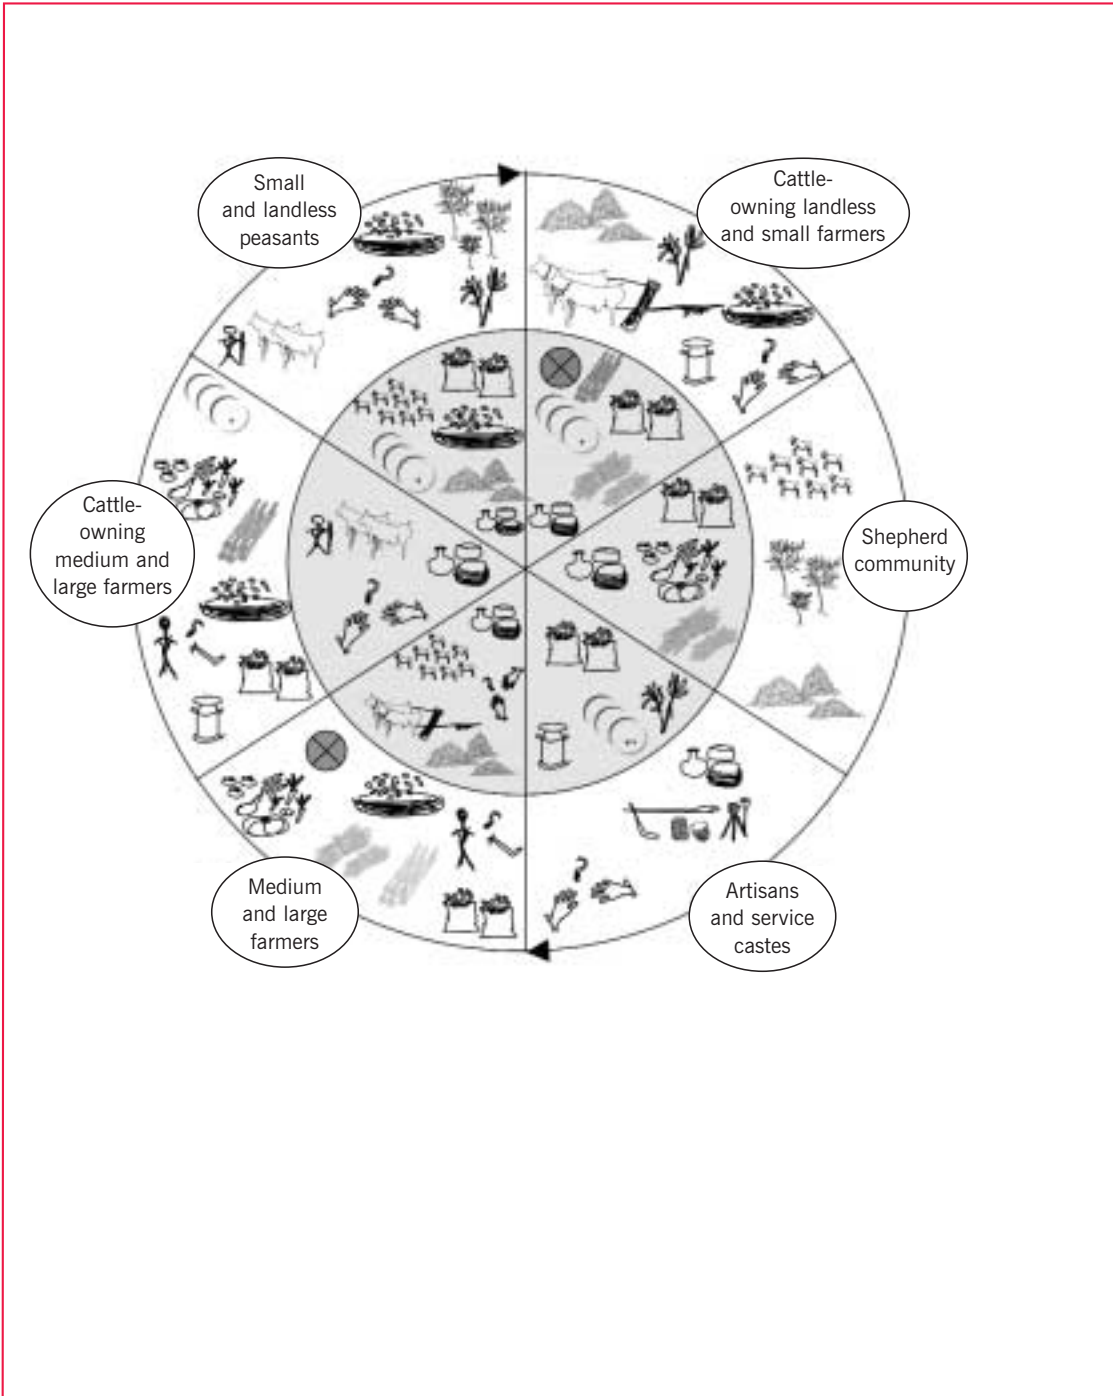 Small
and landless
peasants
Cattle-
owning landless
and small farmers
Cattle-
owning
medium and
large farmers
Shepherd
community
Medium
and large
farmers
Artisans
and service
castes